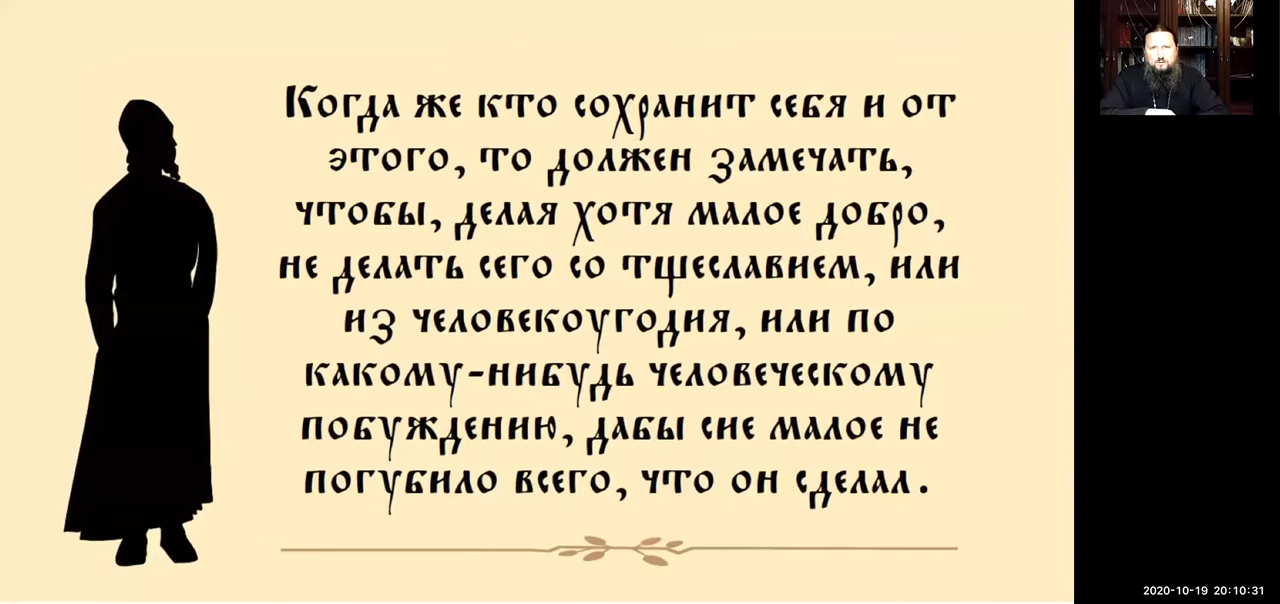 Когда же кто сохранит себя и от
этого, то должен замечать,
чтобы, делая хотя малое добро,
не делать сего со тщеславием, или
из человекоугодия, или по
какому-нибудь человеческому
побуждению, дабы сие малое не
погубило всего, что он сделал.
2020-10-19 20:10:31